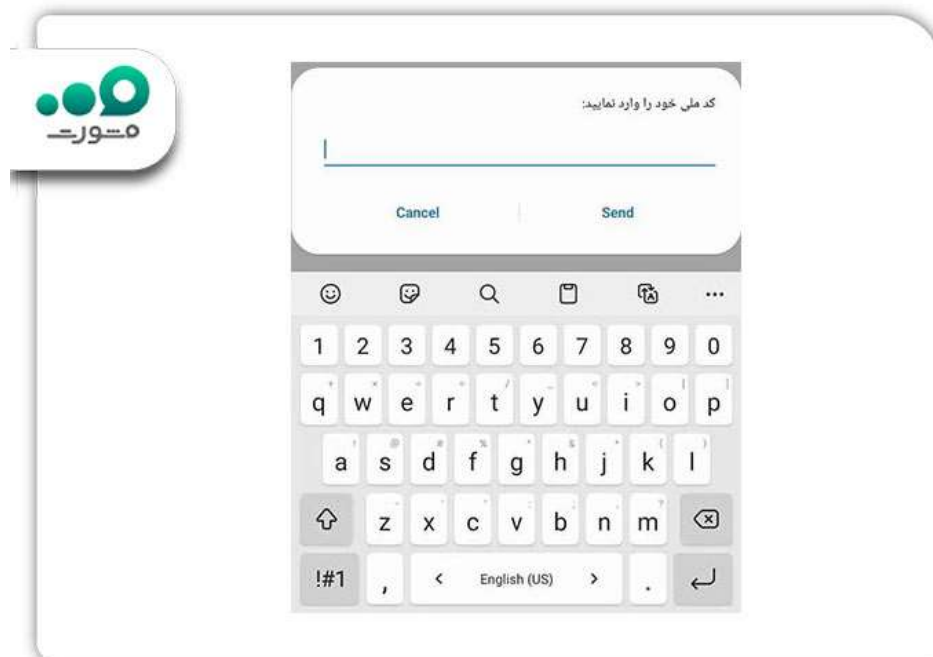 مشورت
کد ملی خود را وارد نمایید:
Cancel Send
1 2 3 4 5 6 7 8 9 0
q w e r t y u i o p
a s d f g h j k l
z x c v b n m
!#1 , < English (US) > .